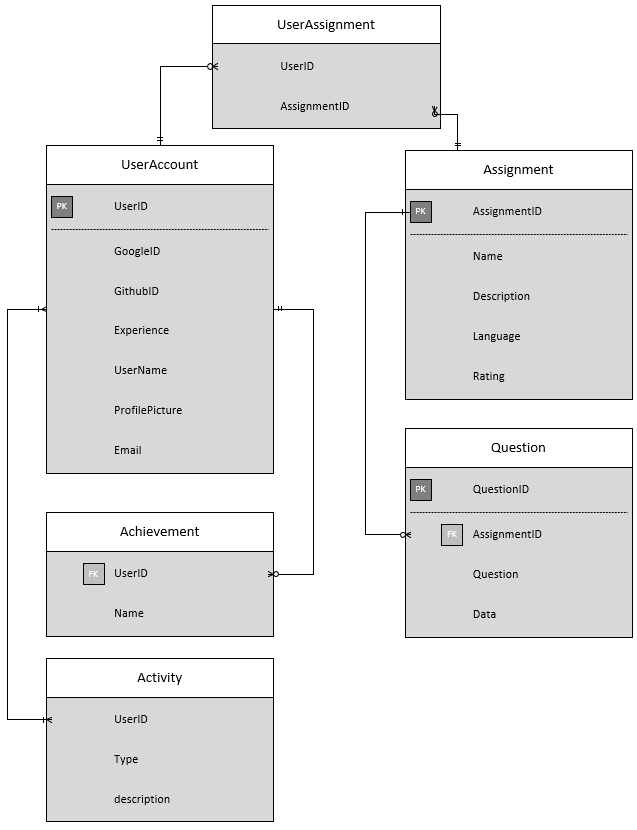 UserAssignment
UserID
AssignmentID
UserAccount
PK UserID
GoogleID
GithubID
Experience
UserName
ProfilePicture
Email
Assignment
PK AssignmentID
Name
Description
Language
Rating
Achievement
FK UserID
Name
Question
PK QuestionID
FK AssignmentID
Question
Data
Activity
UserID
Type
description